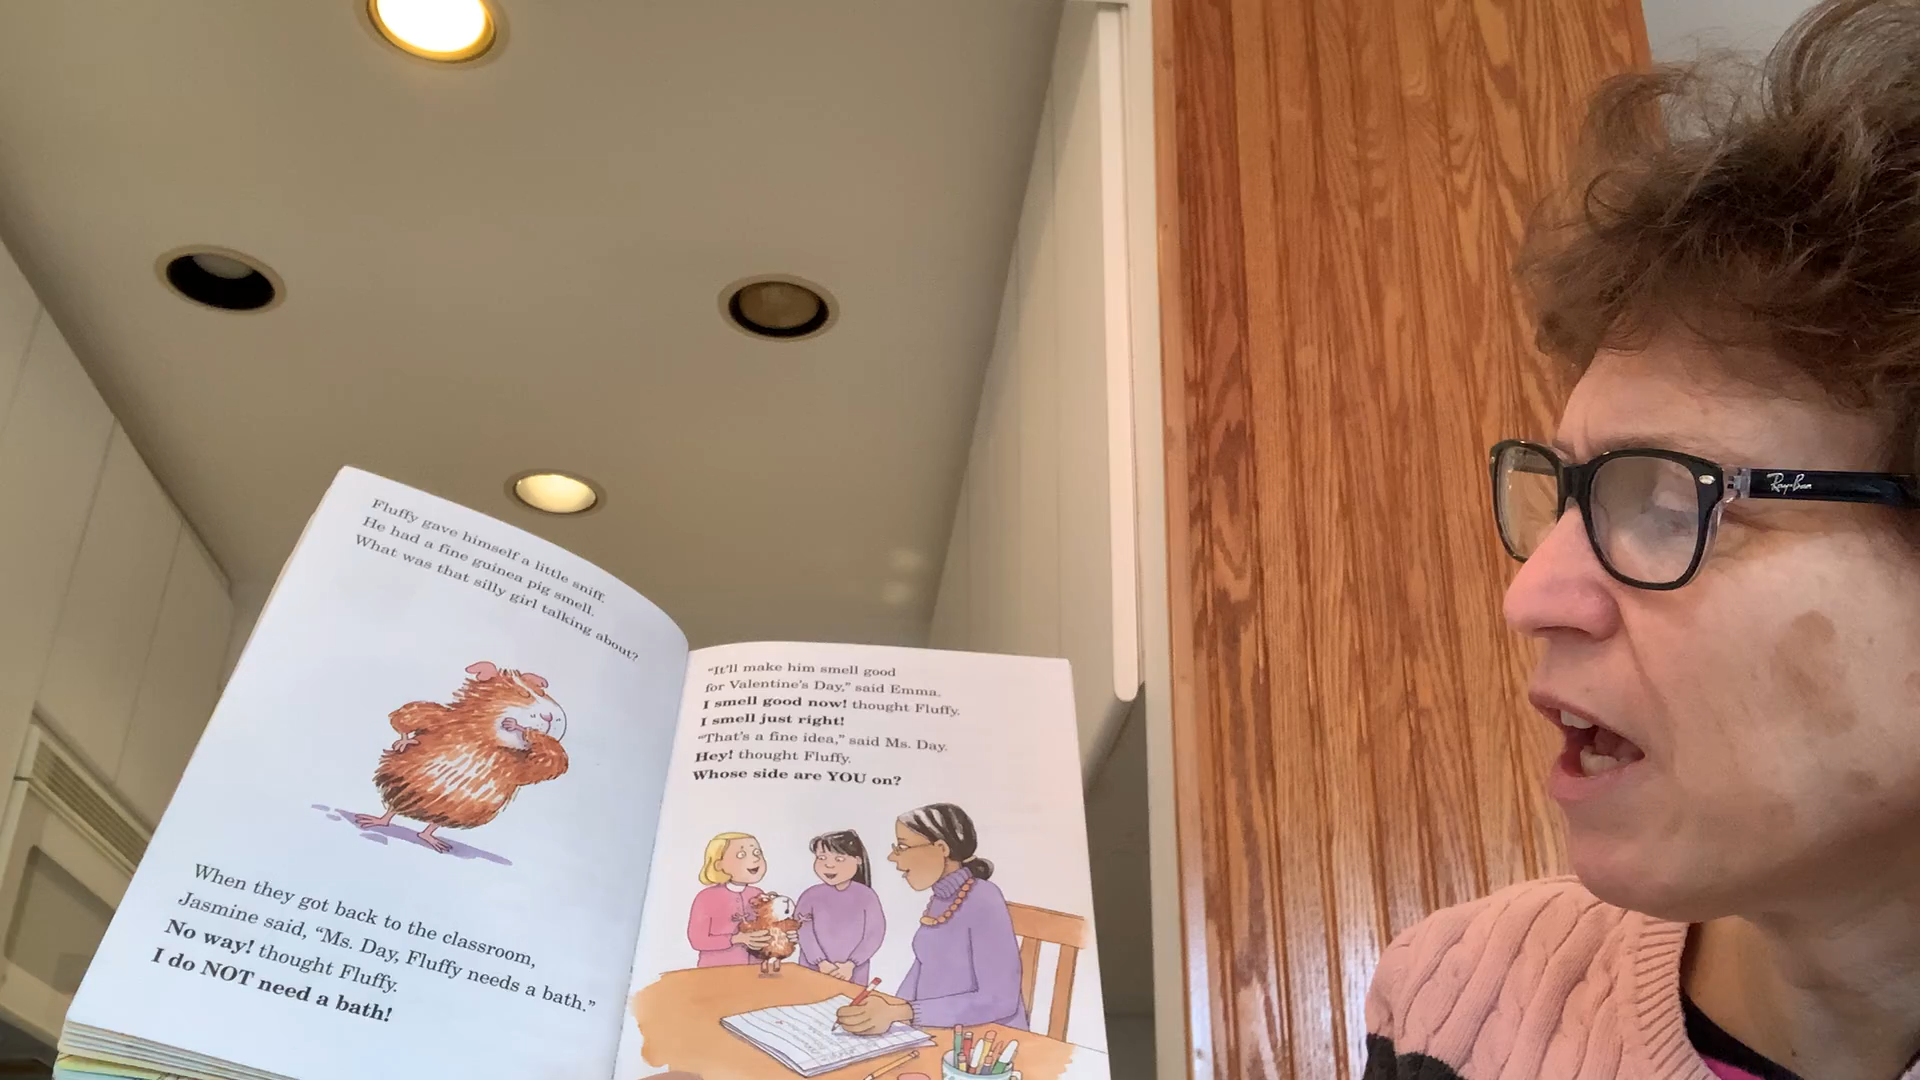 Fluffy gave himself a little sniff.
He had a fine guinea pig smell.
What was that silly girl talking about?
When they got back to the classroom,
Jasmine said, “Ms. Day, Fluffy needs a bath.”
No way! thought Fluffy.
I do NOT need a bath!
“It’ll make him smell good
for Valentine’s Day,” said Emma.
I smell good now! thought Fluffy.
I smell just right!
“That’s a fine idea,” said Ms. Day.
Hey! thought Fluffy.
Whose side are YOU on?
Ray-Ban